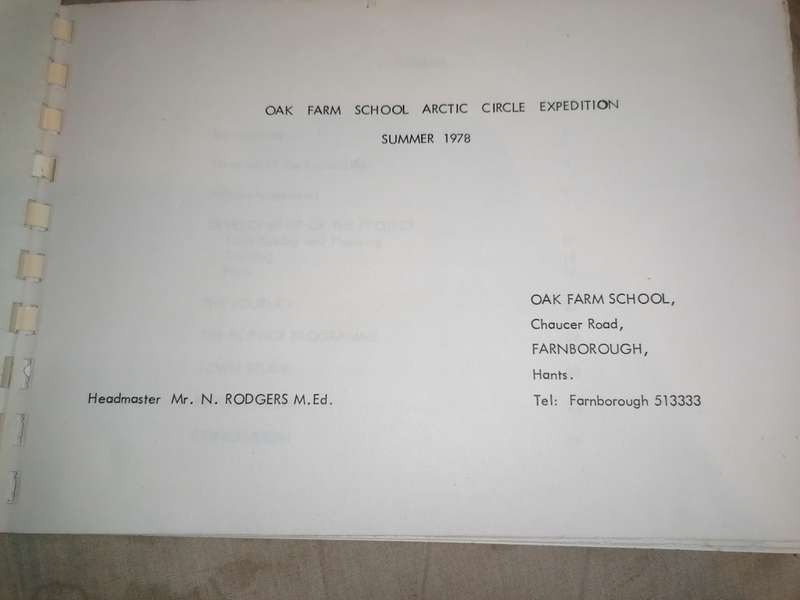 OAK FARM SCHOOL ARCTIC CIRCLE EXPEDITION
SUMMER 1978
OAK FARM SCHOOL,
Chaucer Road,
FARNBOROUGH,
Hants.
Headmaster Mr. N. RODGERS M.Ed.
Tel: Farnborough 513333